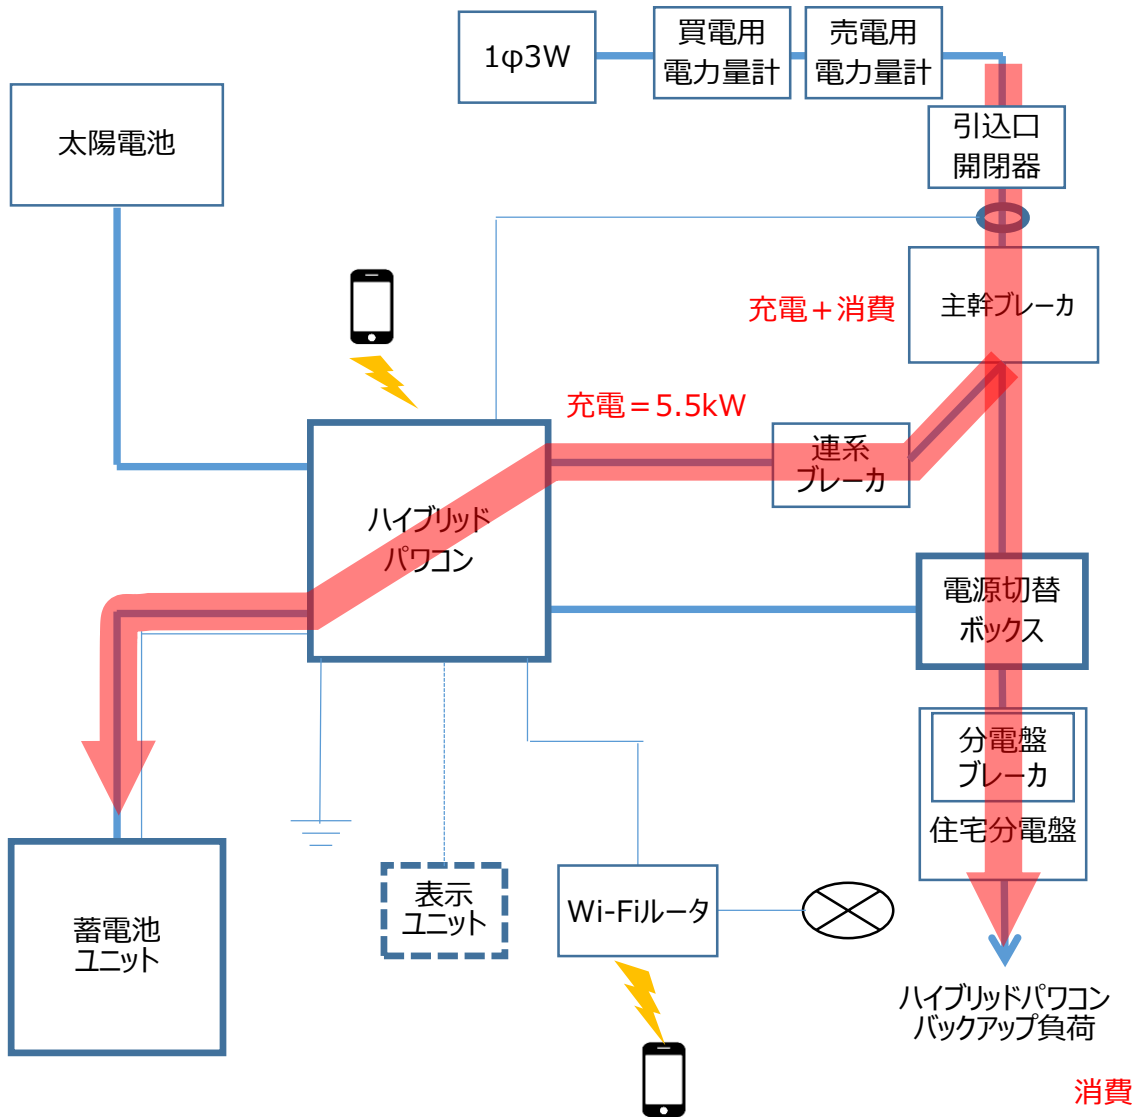 1φ3W
買電用
電力量計
売電用
電力量計
引込口
開閉器
太陽電池
主幹ブレーカ
充電＋消費
充電＝5.5kW
連系
ブレーカ
ハイブリッド
パワコン
電源切替
ボックス
分電盤
ブレーカ
住宅分電盤
表示
ユニット
Wi-Fiルータ
蓄電池
ユニット
ハイブリッドパワコン
バックアップ負荷
消費